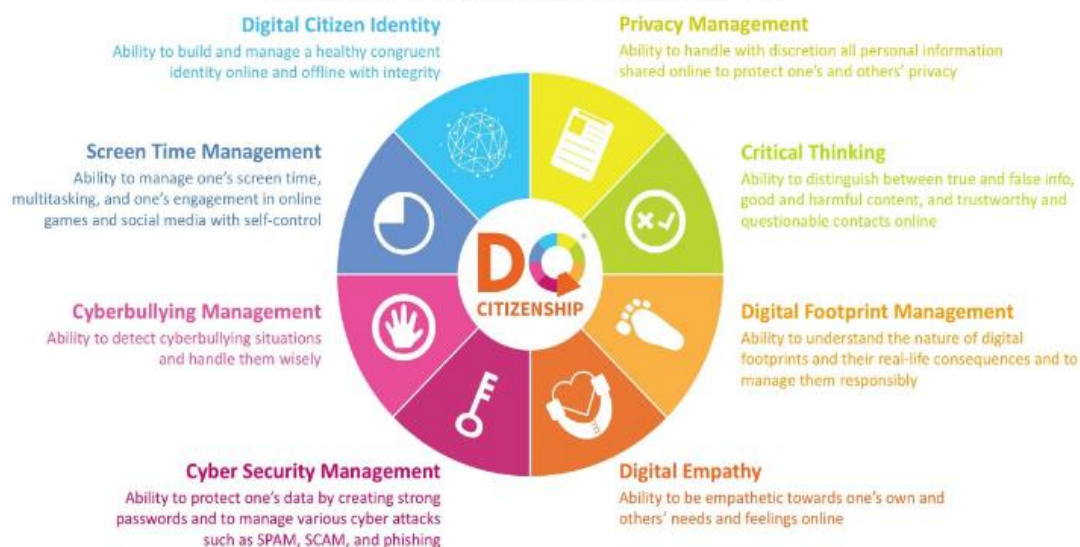 Digital Citizen Identity
Ability to build and manage a healthy congruent
identity online and offline with integrity
Privacy Management
Ability to handle with discretion all personal information
shared online to protect one's and others' privacy
Screen Time Management
Ability to manage one's screen time,
multitasking, and one's engagement in online
games and social media with self-control
Critical Thinking
Ability to distinguish between true and false info,
good and harmful content, and trustworthy and
questionable contacts online
DQ
CITIZENSHIP
Cyberbullying Management
Ability to detect cyberbullying situations
and handle them wisely
Digital Footprint Management
Ability to understand the nature of digital
footprints and their real-life consequences and to
manage them responsibly
Cyber Security Management
Ability to protect one's data by creating strong
passwords and to manage various cyber attacks
such as SPAM, SCAM, and phishing
Digital Empathy
Ability to be empathetic towards one's own and
others' needs and feelings online